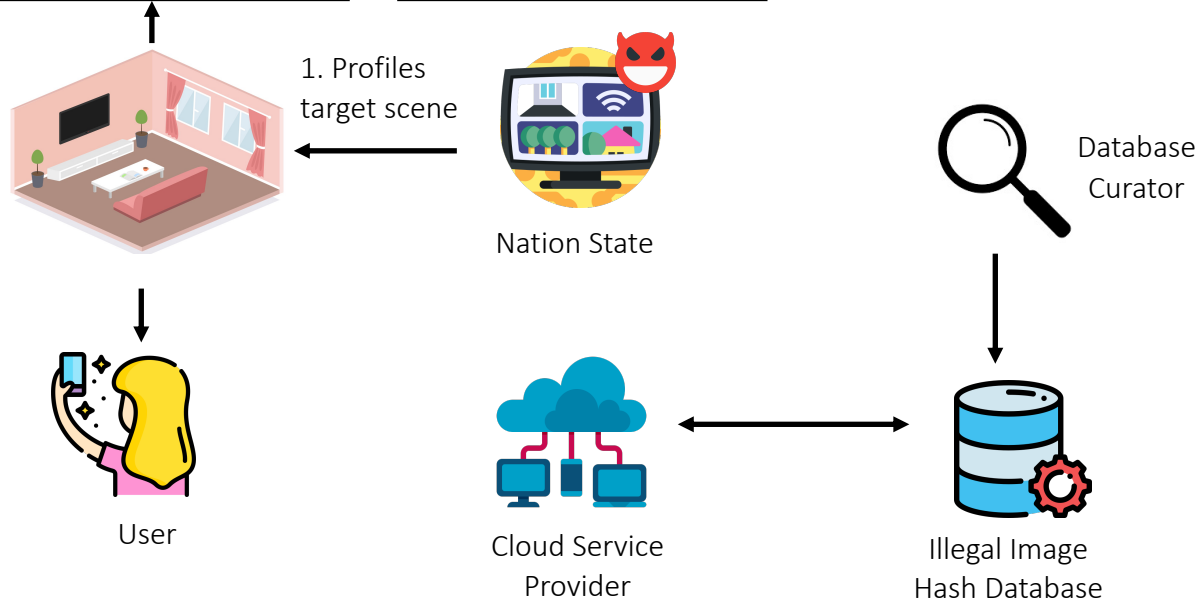 1. Profiles
target scene
Nation State
Database
Curator
User
Cloud Service
Provider
Illegal Image
Hash Database